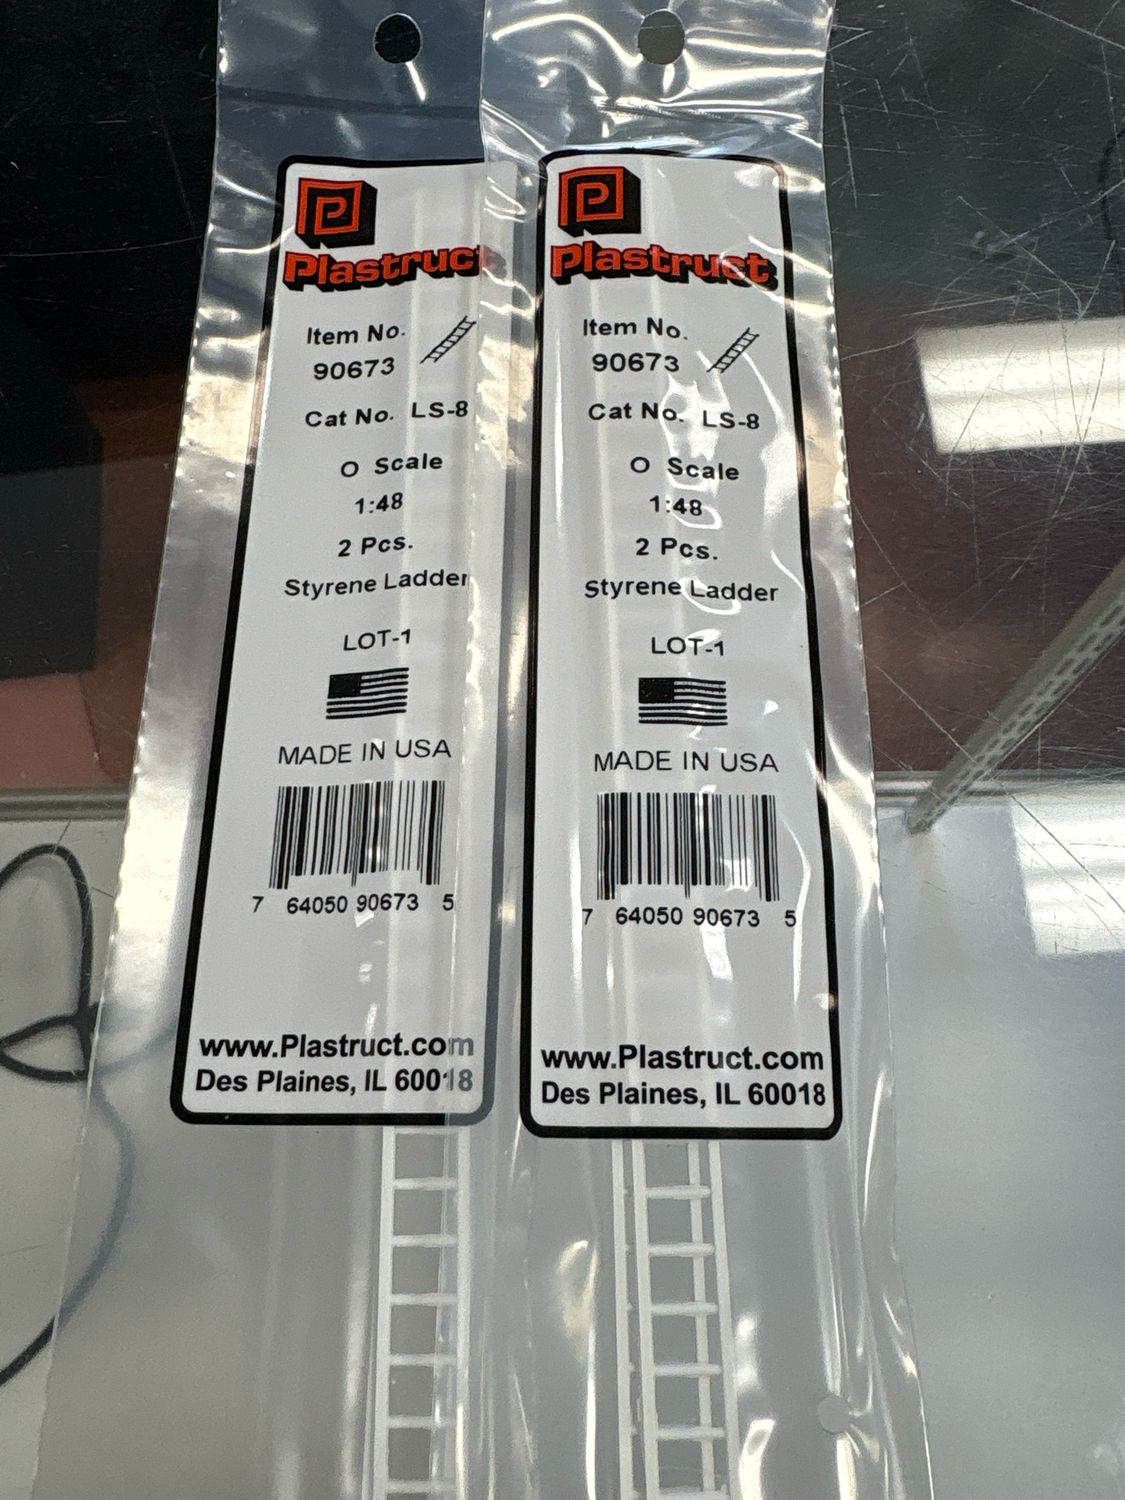 Plastruct
Item No.
90673
Cat No. LS-8
O Scale
1:48
2 Pcs.
Styrene Ladder
LOT-1
MADE IN USA
7 64050 90673 5
www.Plastruct.com
Des Plaines, IL 60018
Plastruct
Item No.
90673
Cat No. LS-8
O Scale
1:48
2 Pcs.
Styrene Ladder
LOT-1
MADE IN USA
7 64050 90673 5
www.Plastruct.com
Des Plaines, IL 60018